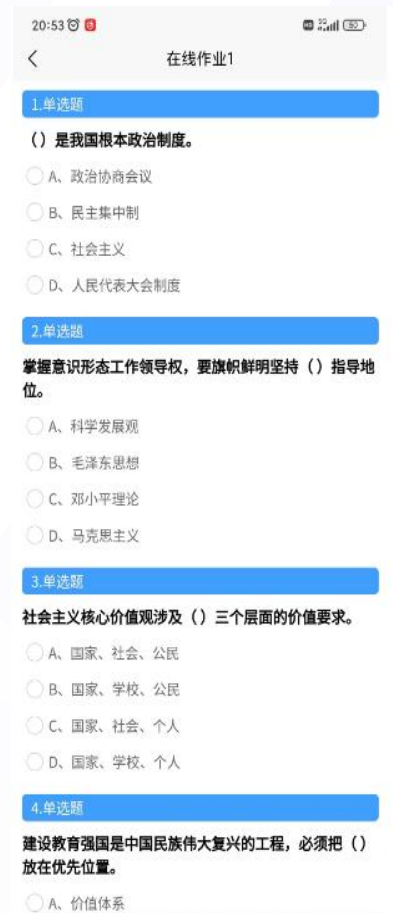 20:53
在线作业1
1.单选题
（）是我国根本政治制度。
A、政治协商会议
B、民主集中制
C、社会主义
D、人民代表大会制度
2.单选题
掌握意识形态工作领导权，要旗帜鲜明坚持（）指导地
位。
A、科学发展观
B、毛泽东思想
C、邓小平理论
D、马克思主义
3.单选题
社会主义核心价值观涉及（）三个层面的价值要求。
A、国家、社会、公民
B、国家、学校、公民
C、国家、社会、个人
D、国家、学校、个人
4.单选题
建设教育强国是中国民族伟大复兴的工程，必须把（）
放在优先位置。
A、价值体系